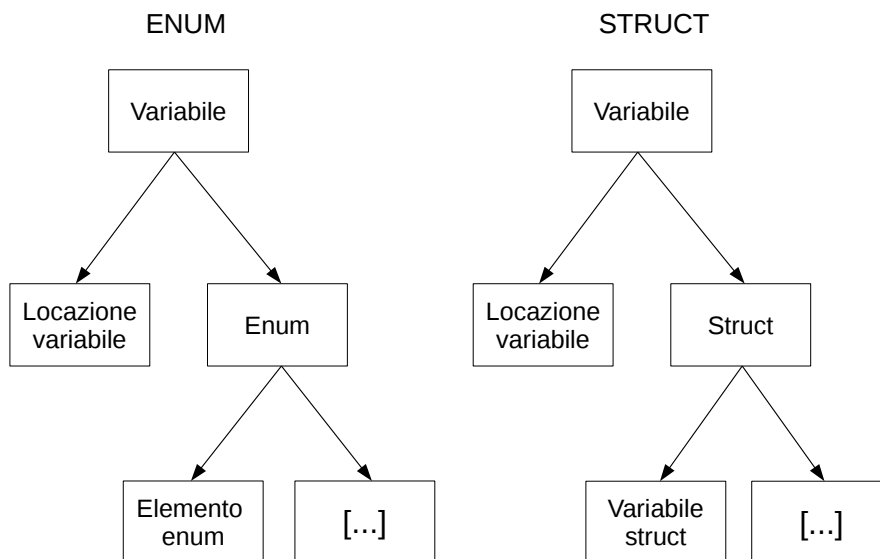 ENUM
STRUCT
Variabile
Variabile
Locazione
variabile
Enum
Locazione
variabile
Struct
Elemento
enum
[...]
Variabile
struct
[...]